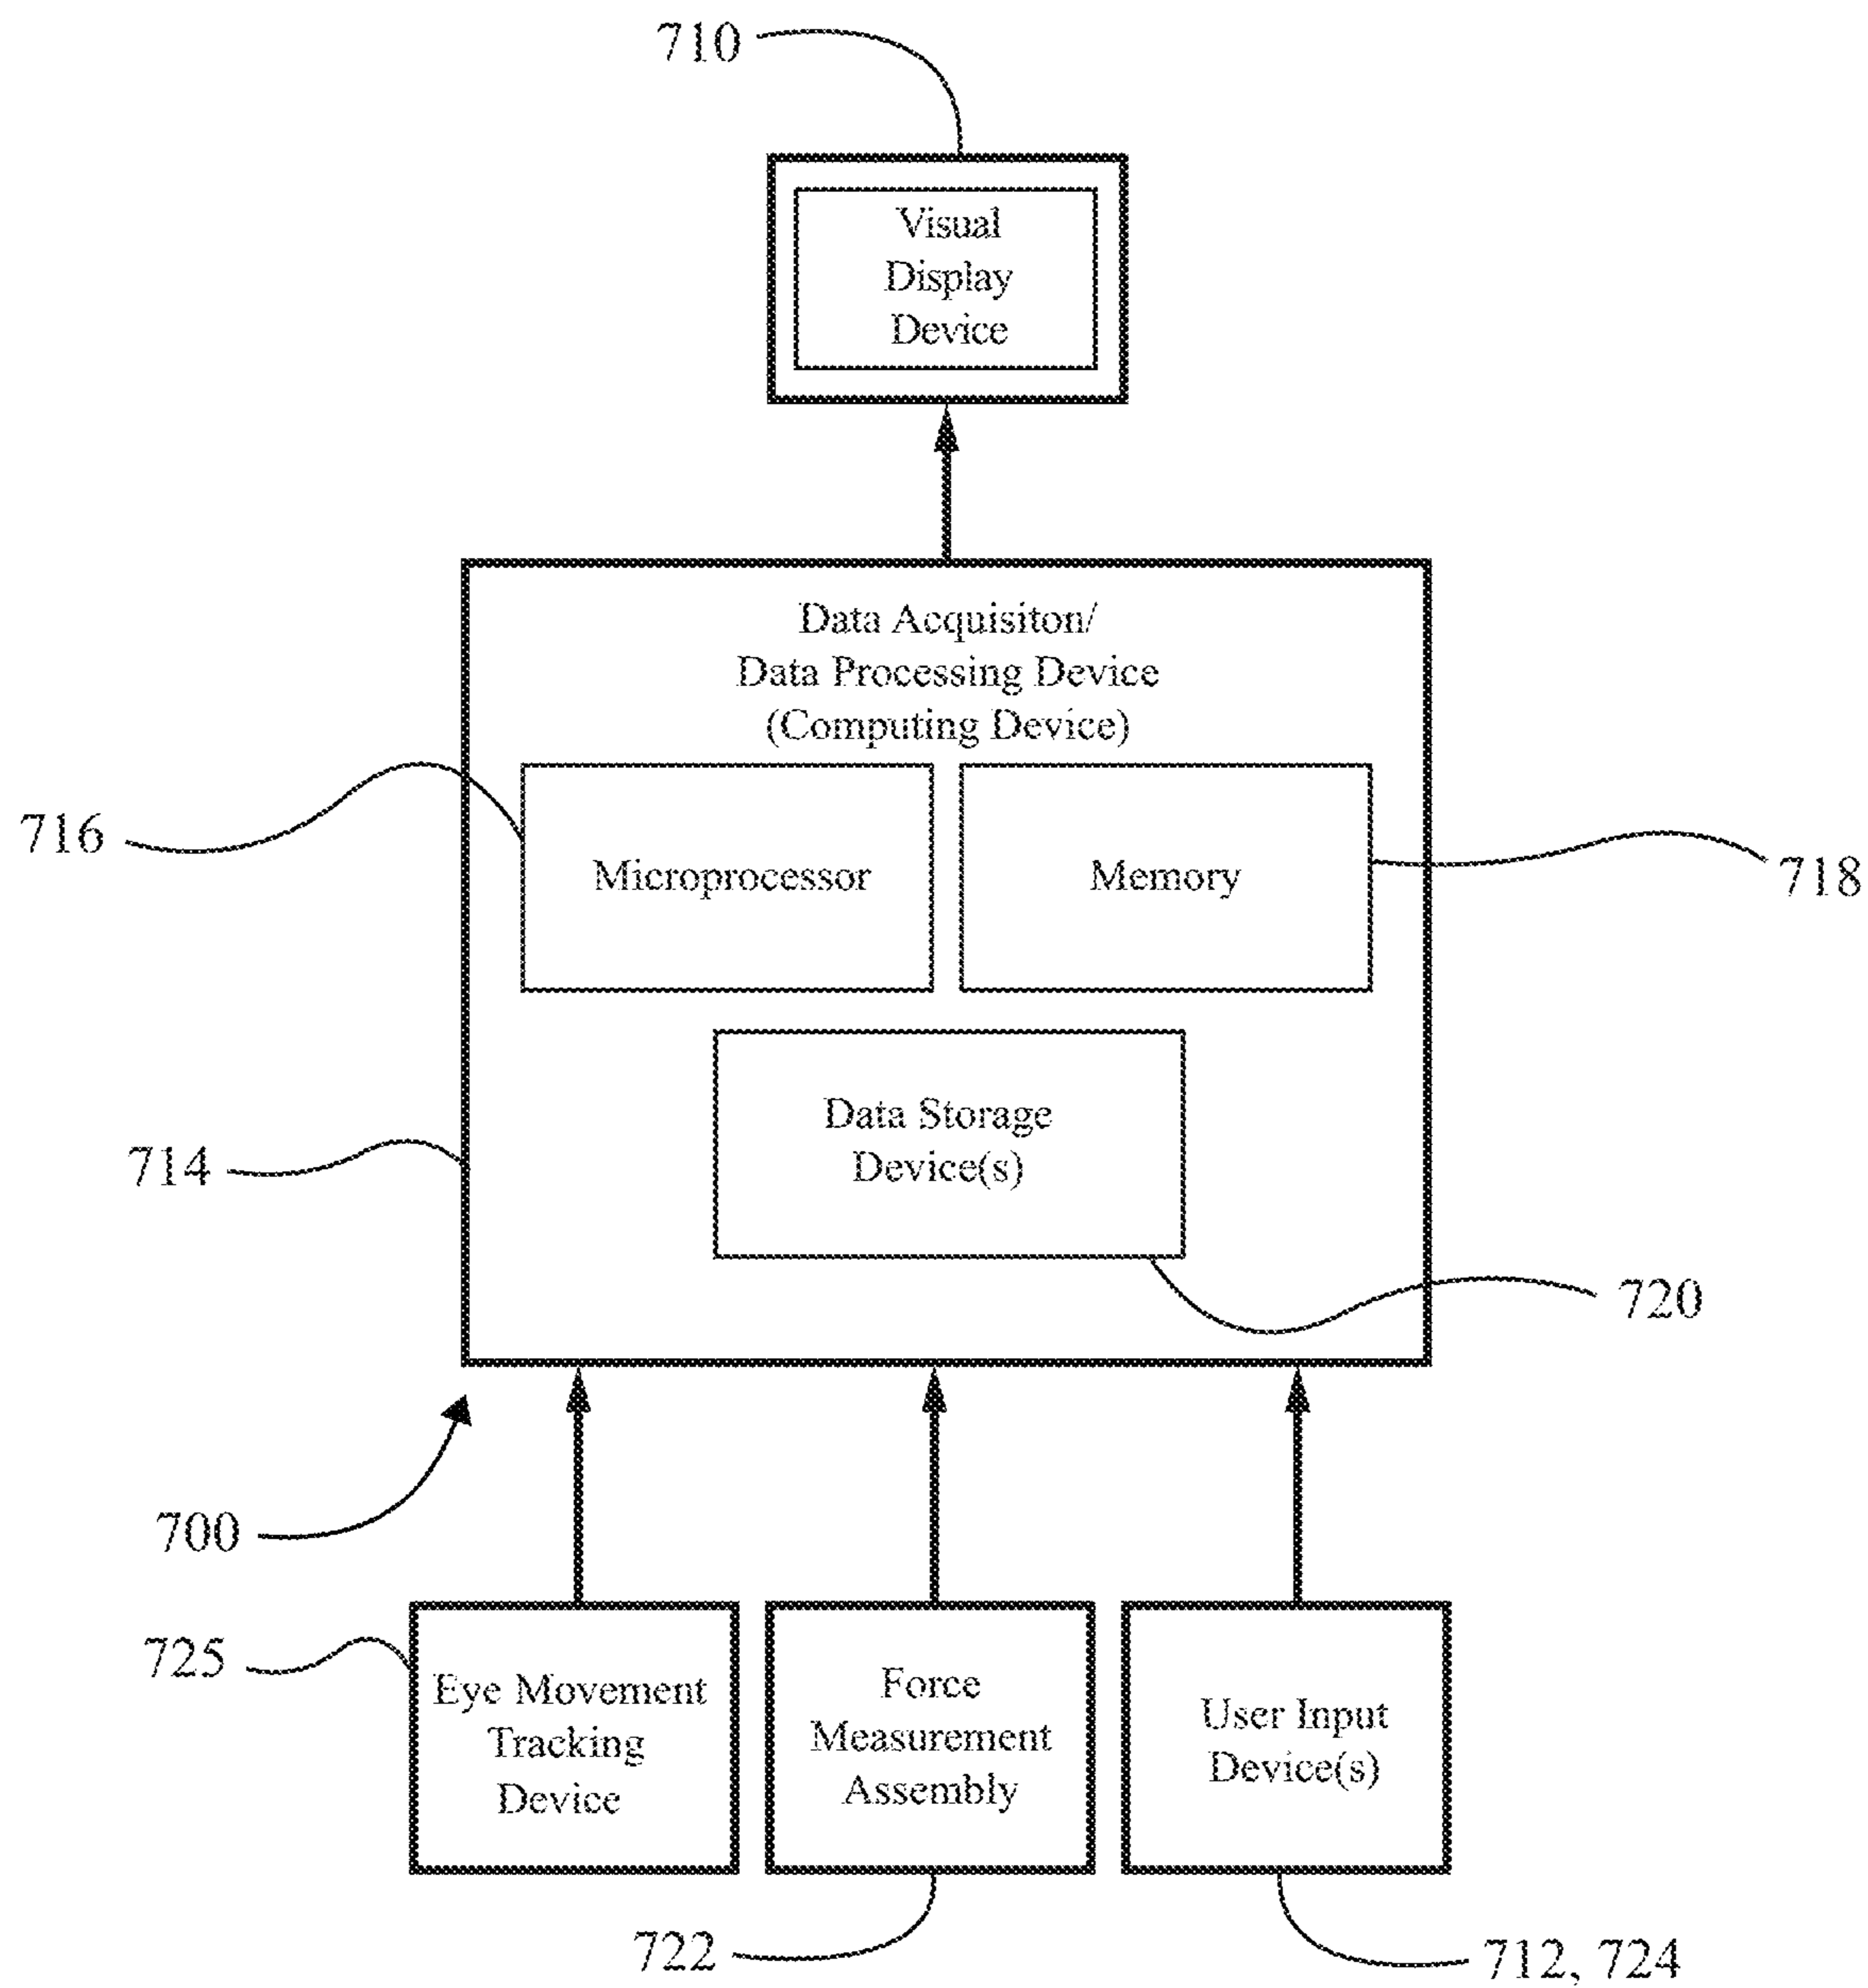 710
Visual
Display
Device
Data Acquisiton/
Data Processing Device
(Computing Device)
716
Microprocessor
Memory
718
Data Storage
Device(s)
714
720
700
725
Eye Movement
Tracking
Device
Force
Measurement
Assembly
User Input
Device(s)
722
712, 724